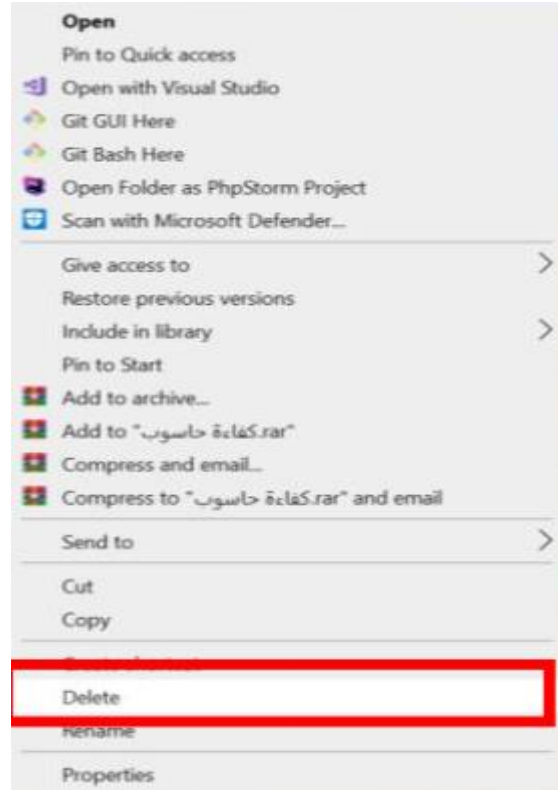 Open
Pin to Quick access
Open with Visual Studio
Git GUI Here
Git Bash Here
Open Folder as PhpStorm Project
Scan with Microsoft Defender...
Give access to
Restore previous versions
Include in library
Pin to Start
Add to archive...
Add to "كفاءة حاسوب.rar"
Compress and email...
Compress to "كفاءة حاسوب.rar" and email
Send to
Cut
Copy
Create shortcut
Delete
Rename
Properties